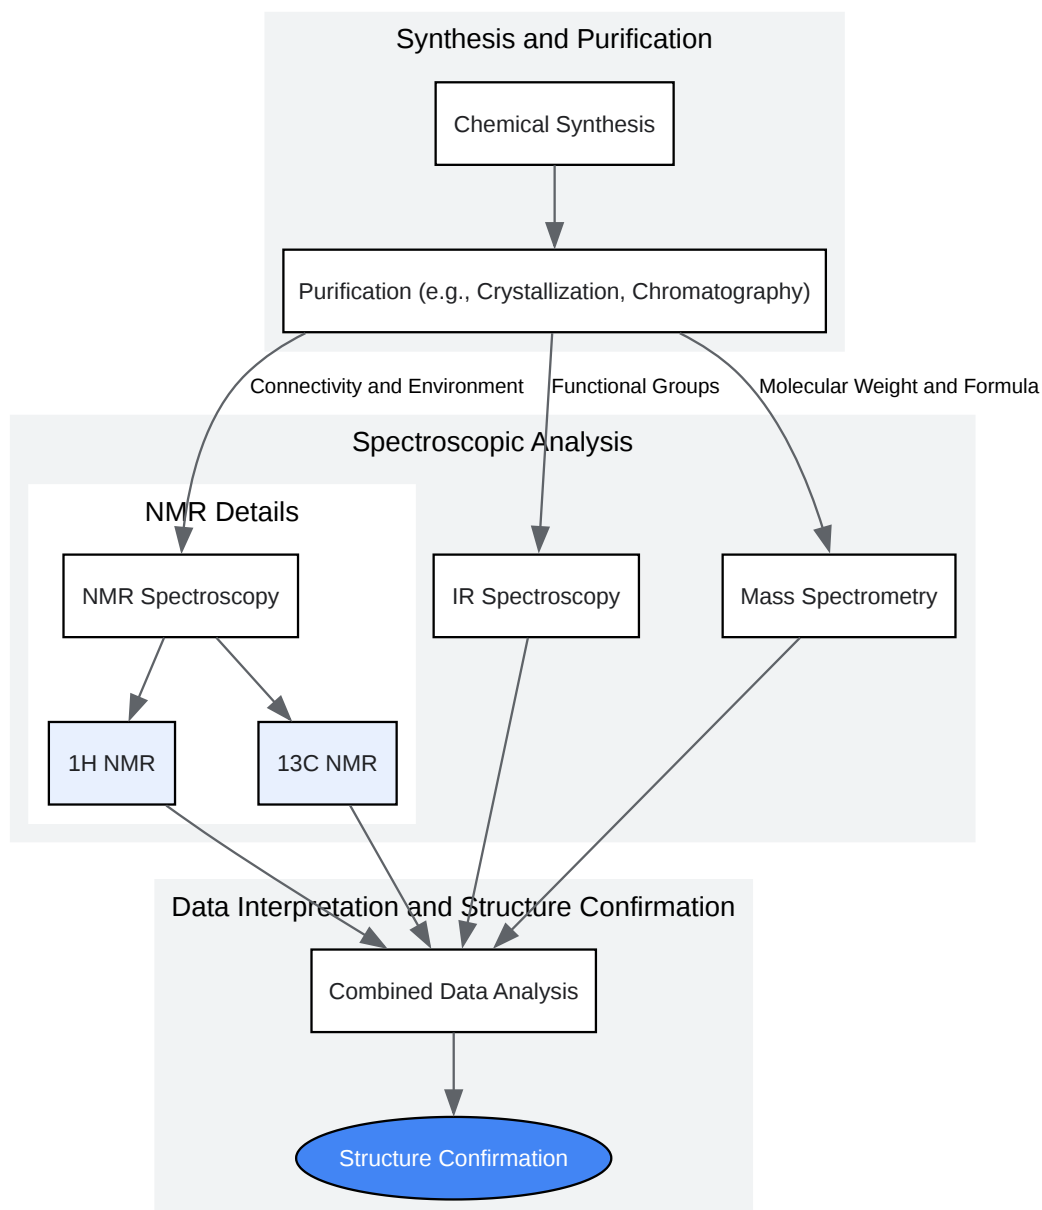 Synthesis and Purification
Chemical Synthesis
Purification (e.g., Crystallization, Chromatography)
Connectivity and Environment
Functional Groups
Molecular Weight and Formula
Spectroscopic Analysis
NMR Details
NMR Spectroscopy
IR Spectroscopy
Mass Spectrometry
1H NMR
13C NMR
Data Interpretation and Structure Confirmation
Combined Data Analysis
Structure Confirmation